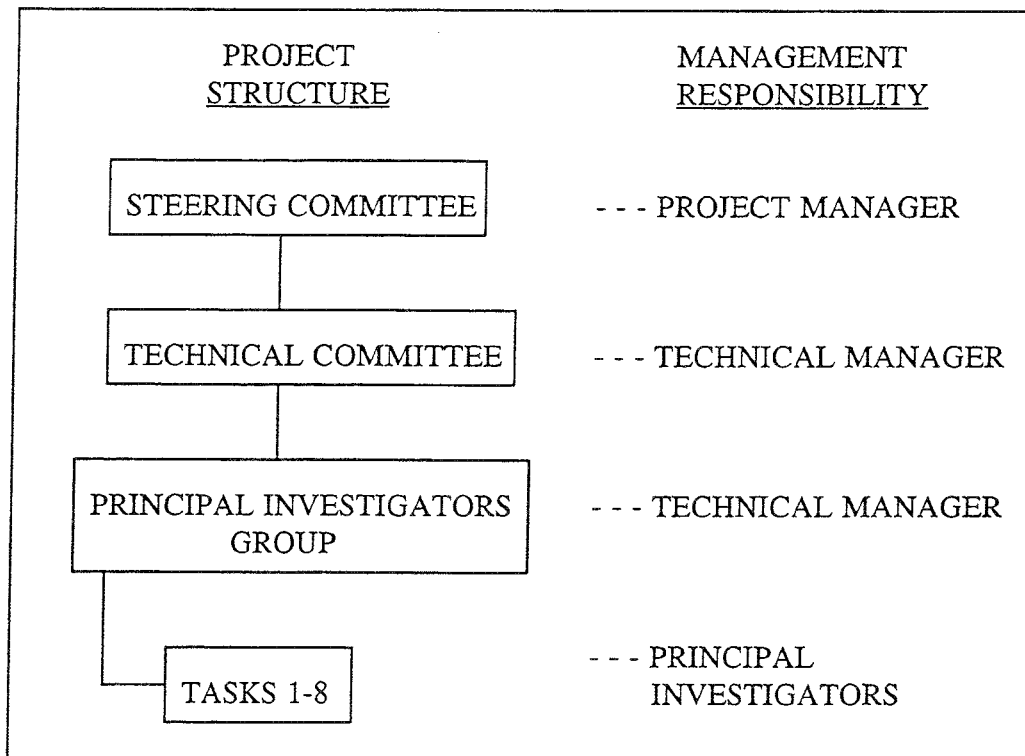 PROJECT
STRUCTURE
MANAGEMENT
RESPONSIBILITY
STEERING COMMITTEE
- - - PROJECT MANAGER
TECHNICAL COMMITTEE
- - - TECHNICAL MANAGER
PRINCIPAL INVESTIGATORS
GROUP
- - - TECHNICAL MANAGER
TASKS 1-8
- - - PRINCIPAL
INVESTIGATORS